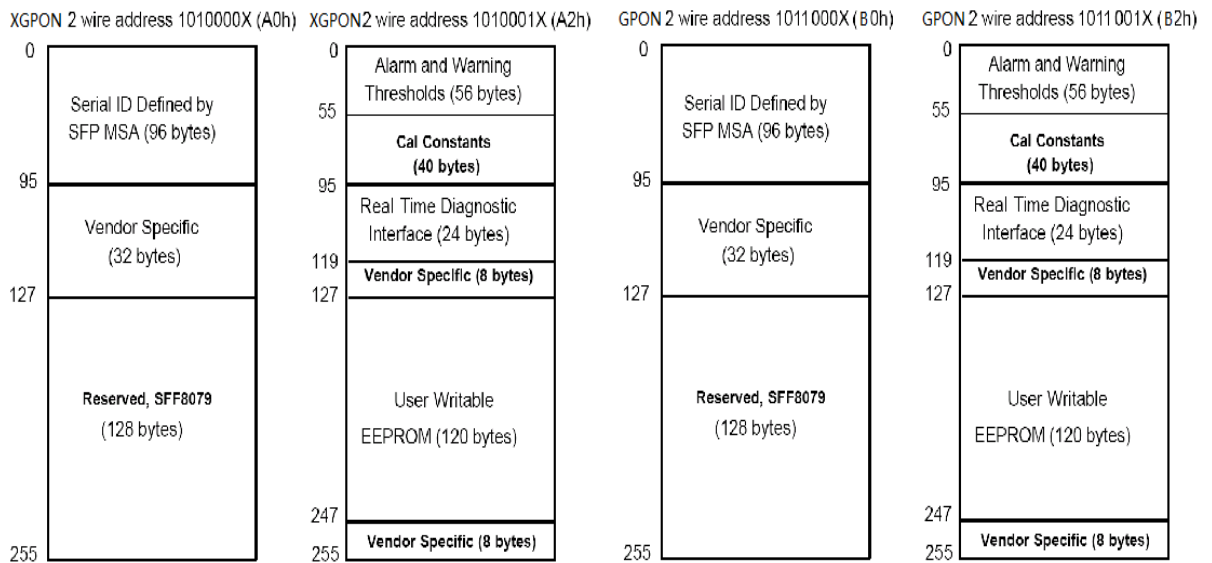 XGPON 2 wire address 1010000X (A0h)
0
Serial ID Defined by
SFP MSA (96 bytes)
95
Vendor Specific
(32 bytes)
127
Reserved, SFF8079
(128 bytes)
255
XGPON 2 wire address 1010001X (A2h)
0
Alarm and Warning
Thresholds (56 bytes)
55
Cal Constants
(40 bytes)
95
Real Time Diagnostic
Interface (24 bytes)
119
Vendor Specific (8 bytes)
127
User Writable
EEPROM (120 bytes)
247
Vendor Specific (8 bytes)
255
GPON 2 wire address 1011000X (B0h)
0
Serial ID Defined by
SFP MSA (96 bytes)
95
Vendor Specific
(32 bytes)
127
Reserved, SFF8079
(128 bytes)
255
GPON 2 wire address 1011001X (B2h)
0
Alarm and Warning
Thresholds (56 bytes)
55
Cal Constants
(40 bytes)
95
Real Time Diagnostic
Interface (24 bytes)
119
Vendor Specific (8 bytes)
127
User Writable
EEPROM (120 bytes)
247
Vendor Specific (8 bytes)
255